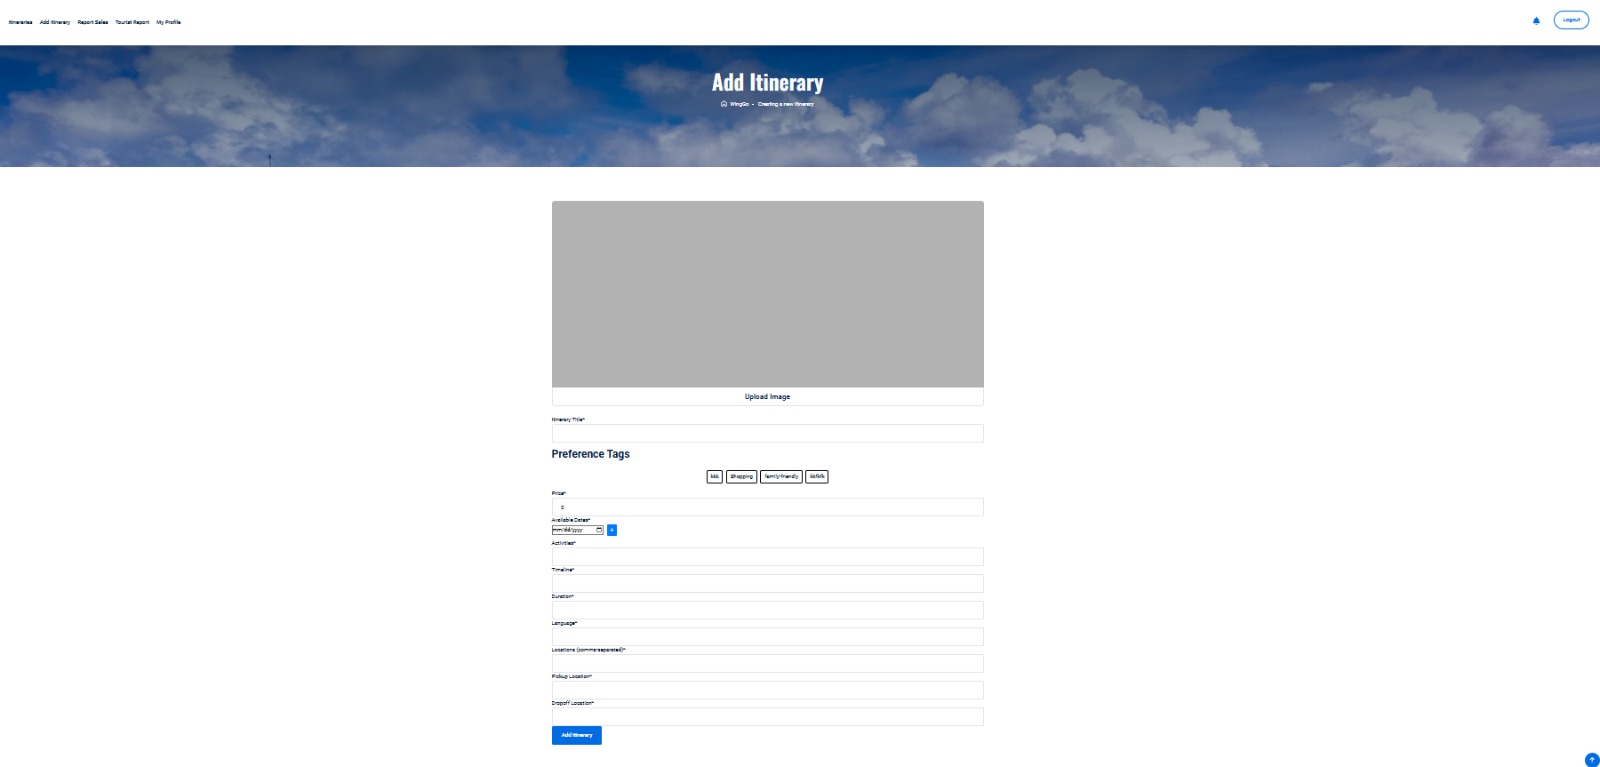 Itineraries Add Itinerary Report Sales Tourist Report My Profile
Logout
Add Itinerary
WingGo • Creating a new Itinerary
Upload Image
Itinerary Title*
Preference Tags
kkk Shopping family-friendly
Price*
Available Dates*
mm/dd/yyyy +
Activities*
Timeline*
Duration*
Language*
Locations (comma-separated)*
Pickup Location*
Dropoff Location*
Add Itinerary